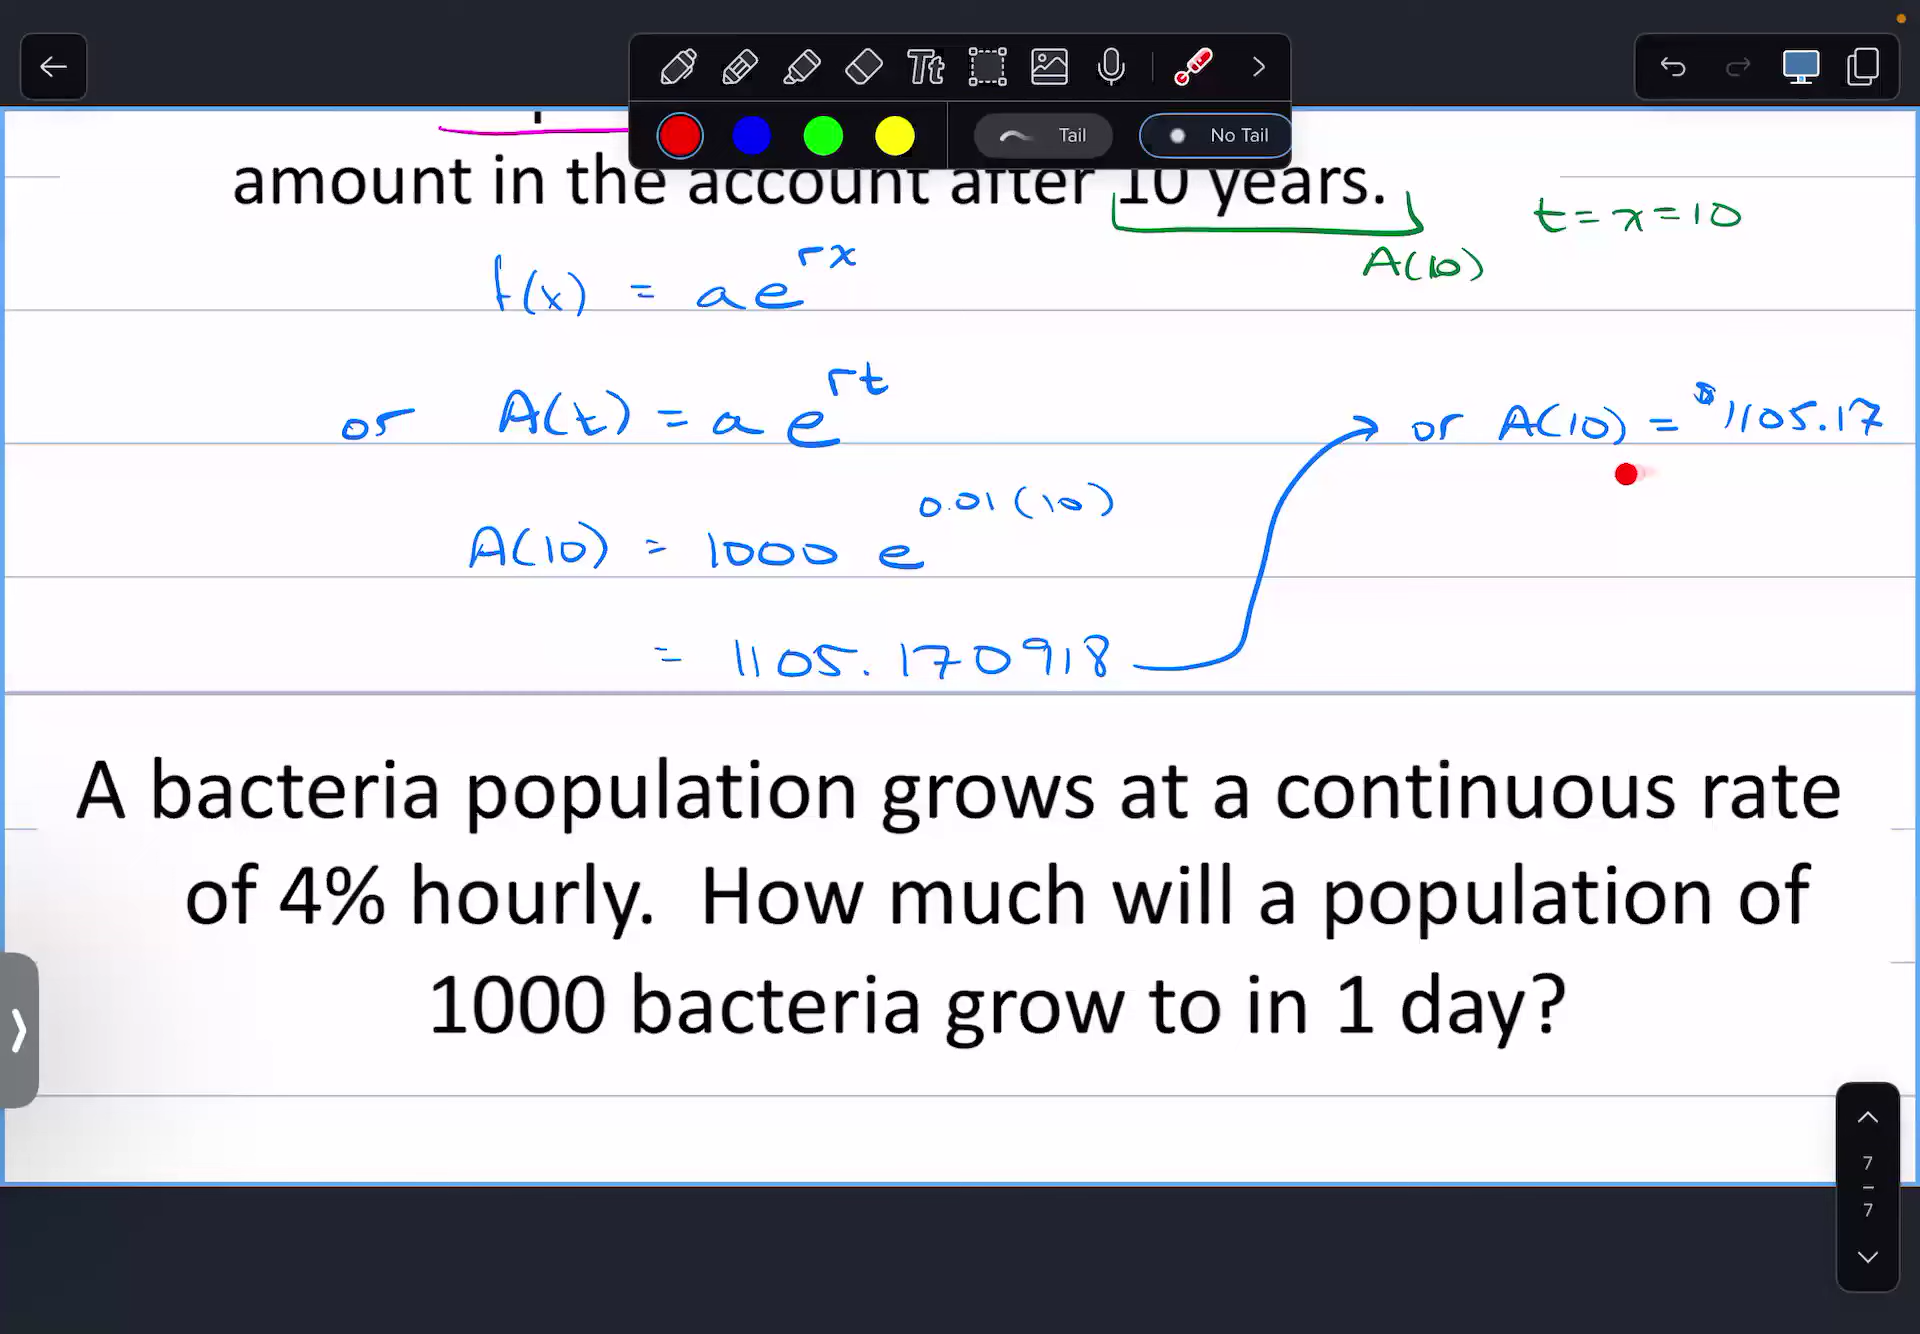 Tt
Tail
No Tail
amount in the account after 10 years.
t = x = 10
A(10)
f(x) = ae^rx
or A(t) = ae^rt
or A(10) = $1105.17
A(10) = 1000 e^0.01(10)
= 1105.170918
A bacteria population grows at a continuous rate
of 4% hourly. How much will a population of
1000 bacteria grow to in 1 day?
7
7